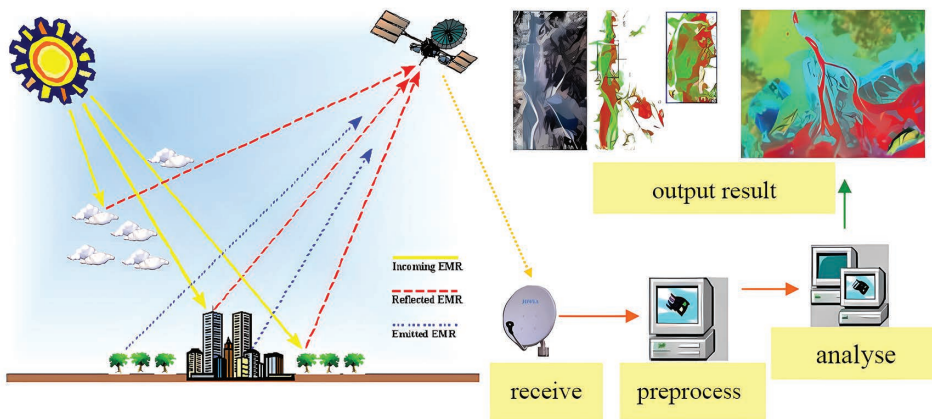 output result
Incoming EMR
Reflected EMR
Emitted EMR
receive
preprocess
analyse